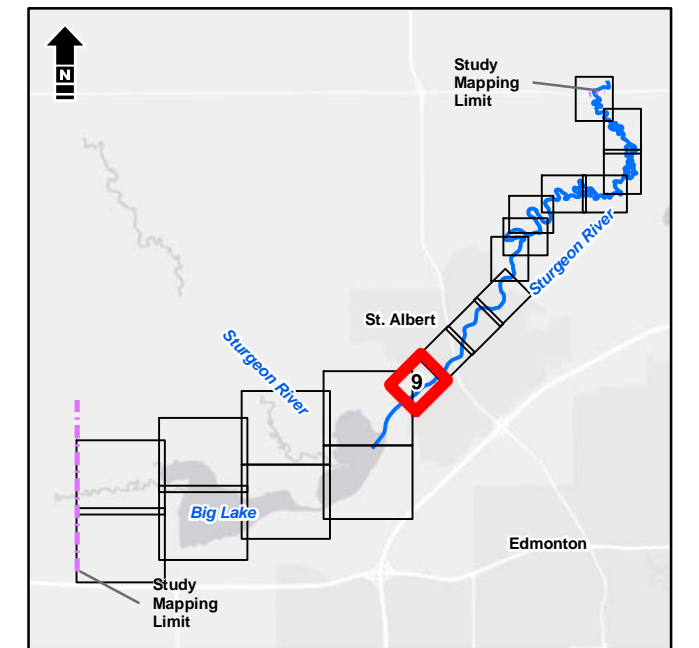 N
Study
Mapping
Limit
Sturgeon River
St. Albert
Sturgeon River
9
Big Lake
Edmonton
Study
Mapping
Limit